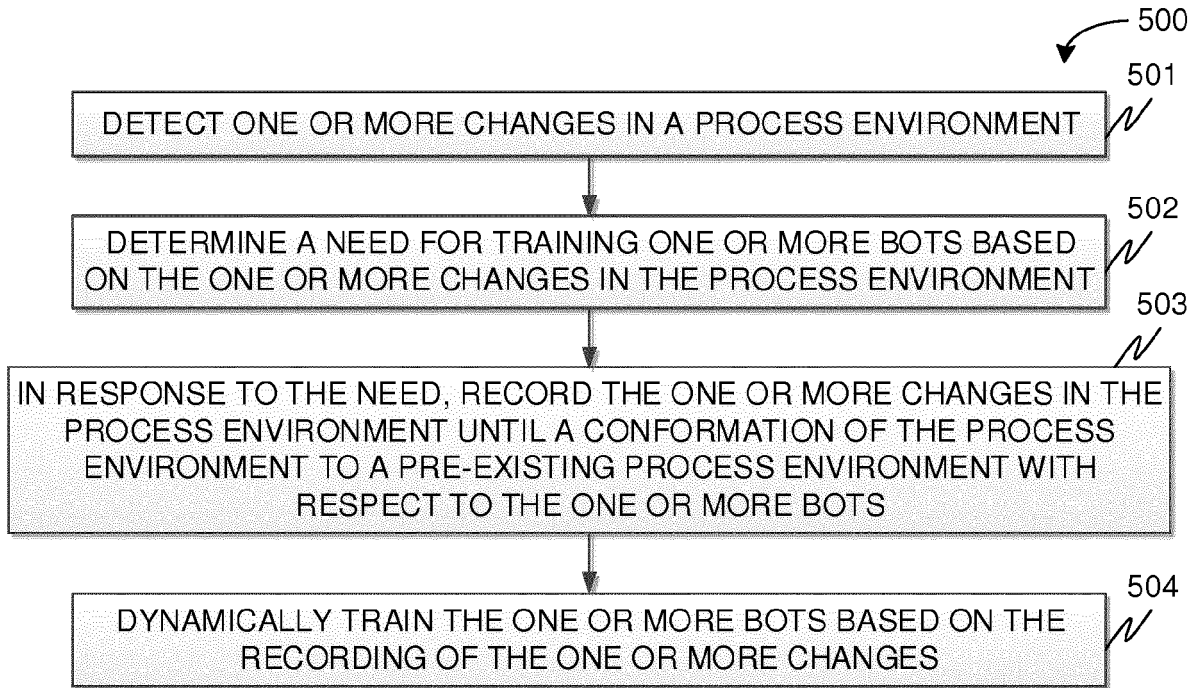 500
501
DETECT ONE OR MORE CHANGES IN A PROCESS ENVIRONMENT
502
DETERMINE A NEED FOR TRAINING ONE OR MORE BOTS BASED
ON THE ONE OR MORE CHANGES IN THE PROCESS ENVIRONMENT
503
IN RESPONSE TO THE NEED, RECORD THE ONE OR MORE CHANGES IN THE
PROCESS ENVIRONMENT UNTIL A CONFORMATION OF THE PROCESS
ENVIRONMENT TO A PRE-EXISTING PROCESS ENVIRONMENT WITH
RESPECT TO THE ONE OR MORE BOTS
504
DYNAMICALLY TRAIN THE ONE OR MORE BOTS BASED ON THE
RECORDING OF THE ONE OR MORE CHANGES